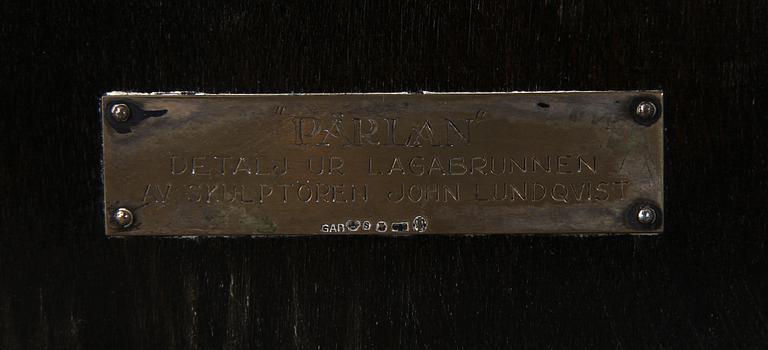 "PÄRLAN"
DETALJ UR LAGABRUNNEN
AV SKULPTÖREN JOHN LUNDQVIST
GAB S